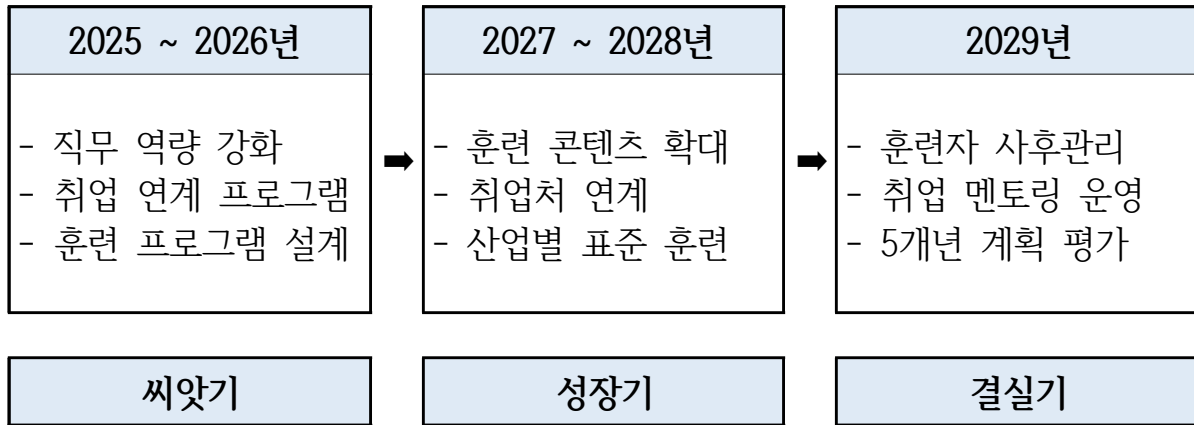 2025 ~ 2026년
- 직무 역량 강화
- 취업 연계 프로그램
- 훈련 프로그램 설계
씨앗기
➡
2027 ~ 2028년
- 훈련 콘텐츠 확대
- 취업처 연계
- 산업별 표준 훈련
성장기
➡
2029년
- 훈련자 사후관리
- 취업 멘토링 운영
- 5개년 계획 평가
결실기